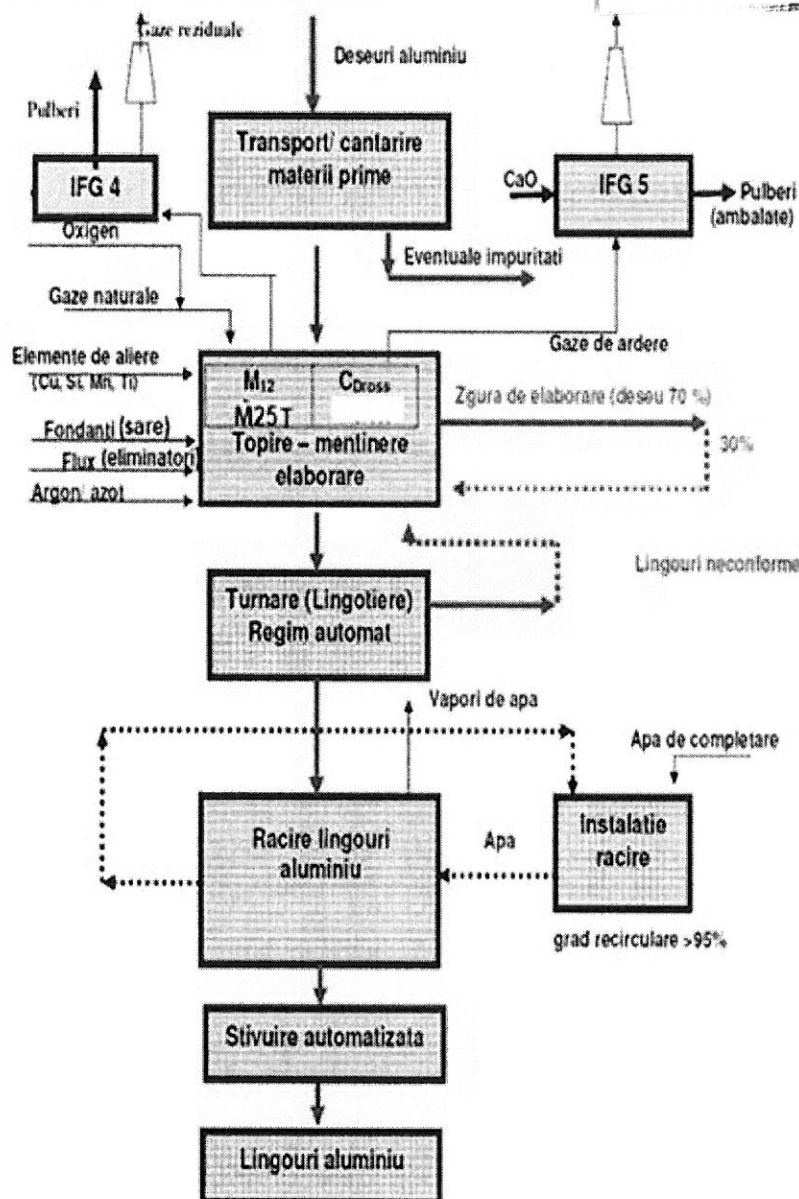 Gaze reziduale
Deseuri aluminiu
Pulberi
Transport/ cantarire
materii prime
IFG 4
CaO
IFG 5
Pulberi
(ambalate)
Oxigen
Eventuale impuritati
Gaze naturale
Gaze de ardere
Elemente de aliere
(Cu, Si, Mn, Ti)
M12
CDross
M25T
Zgura de elaborare (deseu 70 %)
Fondanti (sare)
Topire – mentinere
elaborare
30%
Flux (eliminatori)
Argon/ azot
Lingouri neconforme
Turnare (Lingotiere)
Regim automat
Vapori de apa
Apa de completare
Racire lingouri
aluminiu
Apa
Instalatie
racire
grad recirculare >95%
Stivuire automatizata
Lingouri aluminiu